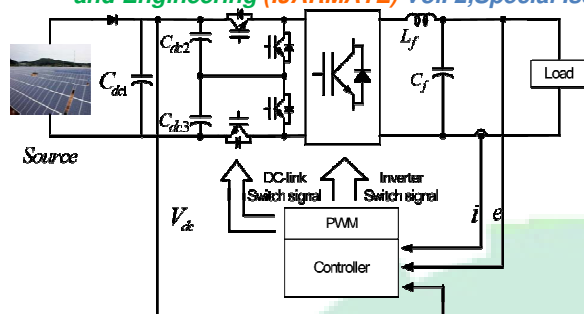 and Engineering (IJARMATE) Vol. 2,Special Iss
C_dc2
L_f
C_dc1
C_f
Load
C_dc3
Source
DC-link
Switch signal
Inverter
Switch signal
V_dc
i
e
PWM
Controller